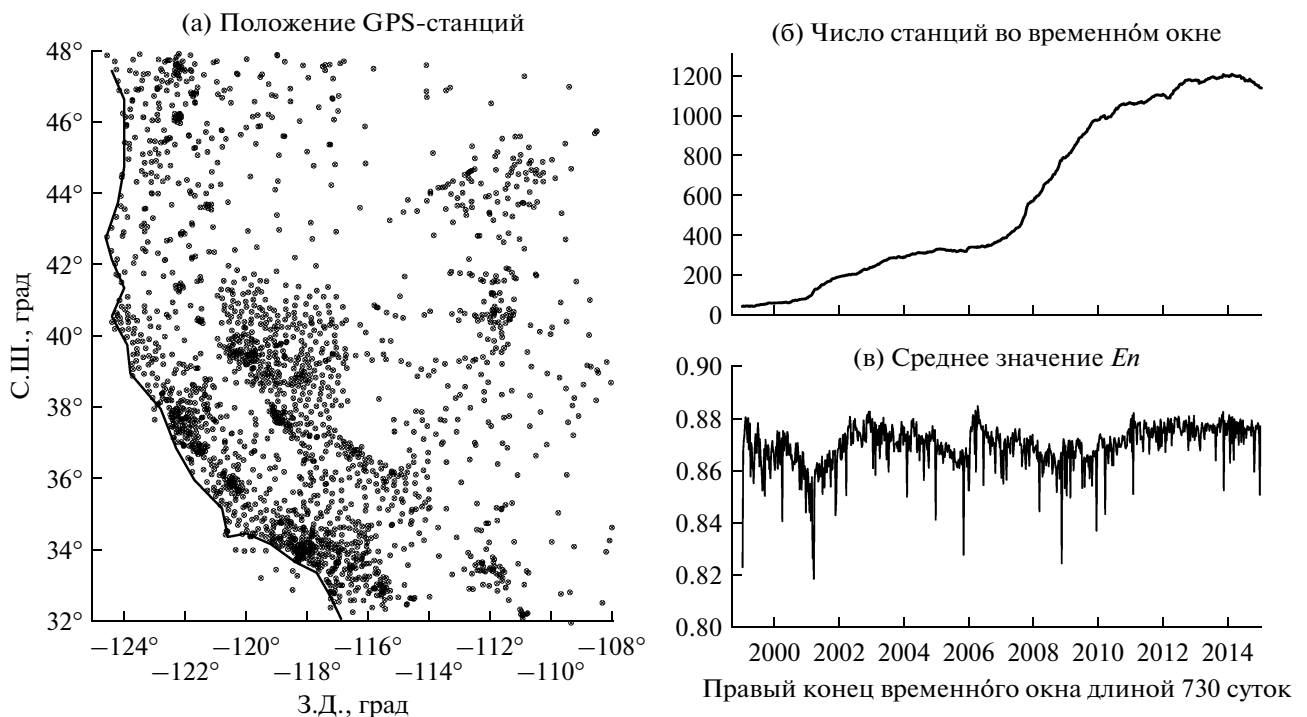 (а) Положение GPS-станций
48°
46°
44°
42°
40°
38°
36°
34°
32°
С.Ш., град
−124° −120° −116° −112° −108°
−122° −118° −114° −110°
З.Д., град
(б) Число станций во временно́м окне
1200
1000
800
600
400
200
0
(в) Среднее значение En
0.90
0.88
0.86
0.84
0.82
0.80
2000 2002 2004 2006 2008 2010 2012 2014
Правый конец временно́го окна длиной 730 суток